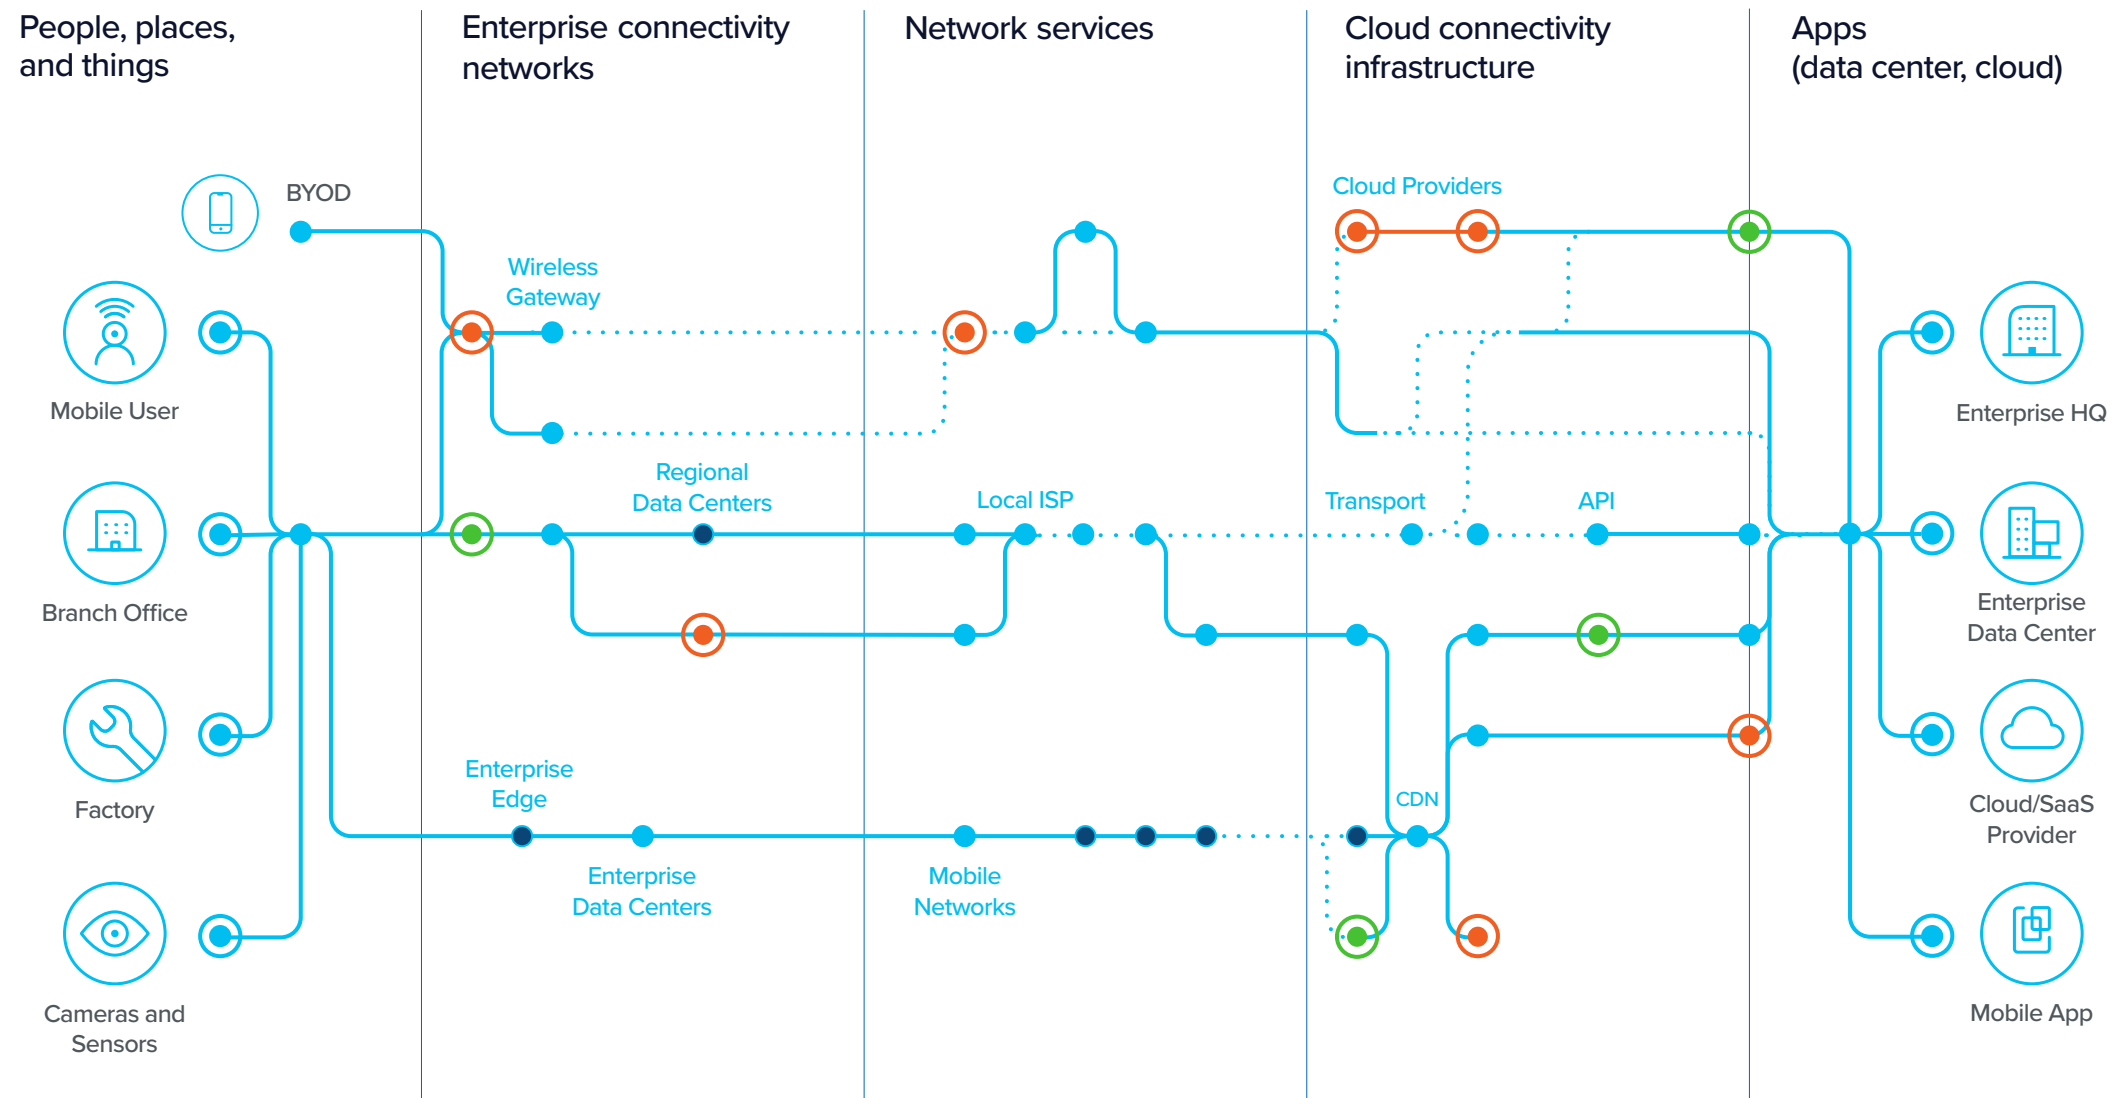 People, places,
and things
Enterprise connectivity
networks
Network services
Cloud connectivity
infrastructure
Apps
(data center, cloud)
BYOD
Mobile User
Branch Office
Factory
Cameras and
Sensors
Wireless
Gateway
Regional
Data Centers
Enterprise
Edge
Enterprise
Data Centers
Local ISP
Mobile
Networks
Cloud Providers
Transport
API
CDN
Enterprise HQ
Enterprise
Data Center
Cloud/SaaS
Provider
Mobile App